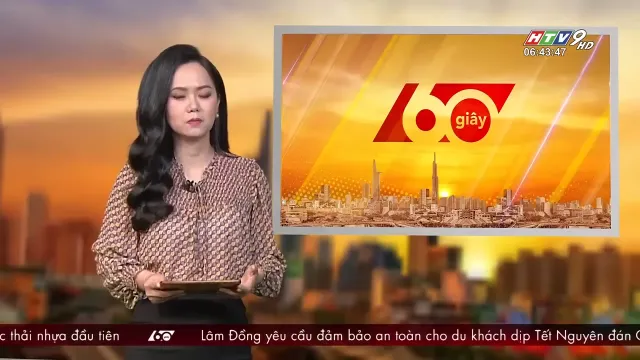 HTV9 HD
06:43:47
60 giây
c thải nhựa đầu tiên 60 Lâm Đồng yêu cầu đảm bảo an toàn cho du khách dịp Tết Nguyên đán